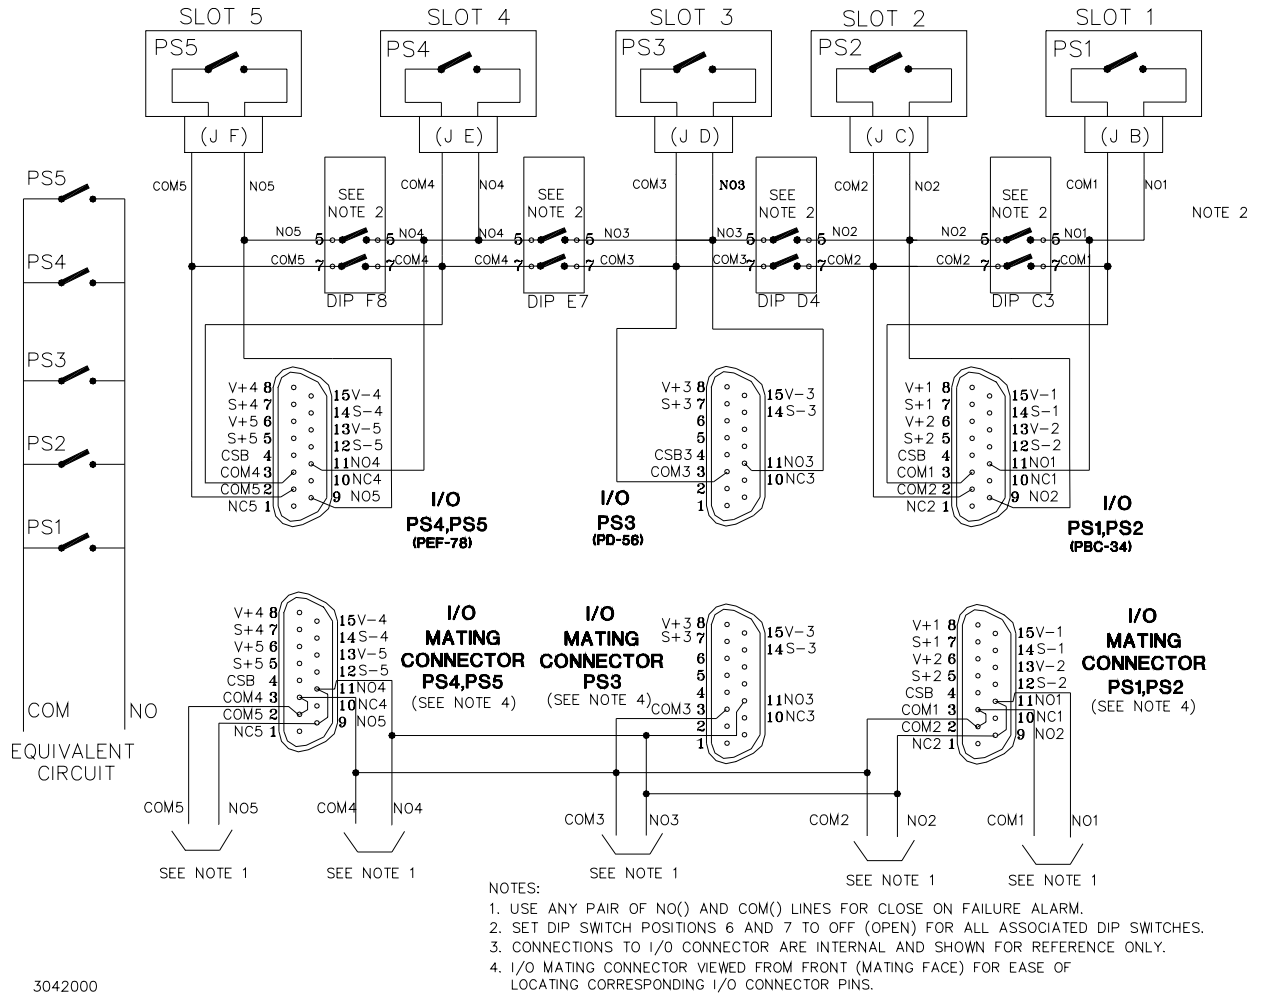 SLOT 5 SLOT 4 SLOT 3 SLOT 2 SLOT 1
PS5 PS4 PS3 PS2 PS1
(J F) (J E) (J D) (J C) (J B)
COM5 NO5 COM4 NO4 COM3 NO3 COM2 NO2 COM1 NO1
SEE NOTE 2
SEE NOTE 2
SEE NOTE 2
SEE NOTE 2
NOTE 2
NO5 5 5 NO4 NO4 5 5 NO3 NO3 5 5 NO2 NO2 5 5 NO1
COM5 7 7 COM4 COM4 7 7 COM3 COM3 7 7 COM2 COM2 7 7 COM1
DIP F8 DIP E7 DIP D4 DIP C3
PS5
PS4
PS3
PS2
PS1
COM NO
EQUIVALENT
CIRCUIT
V+4 8
S+4 7
V+5 6
S+5 5
CSB 4
COM4 3
COM5 2
NC5 1
15 V-4
14 S-4
13 V-5
12 S-5
11 NO4
10 NC4
9 NO5
I/O
PS4,PS5
(PEF-78)
I/O
PS3
(PD-56)
V+3 8
S+3 7
6
5
CSB3 4
COM3 3
2
1
15 V-3
14 S-3
11 NO3
10 NC3
V+1 8
S+1 7
V+2 6
S+2 5
CSB 4
COM1 3
COM2 2
NC2 1
15 V-1
14 S-1
13 V-2
12 S-2
11 NO1
10 NC1
9 NO2
I/O
PS1,PS2
(PBC-34)
V+4 8
S+4 7
V+5 6
S+5 5
CSB 4
COM4 3
COM5 2
NC5 1
15 V-4
14 S-4
13 V-5
12 S-5
11 NO4
10 NC4
9 NO5
I/O
MATING
CONNECTOR
PS4,PS5
(SEE NOTE 4)
I/O
MATING
CONNECTOR
PS3
(SEE NOTE 4)
V+3 8
S+3 7
6
5
4
COM3 3
2
1
15 V-3
14 S-3
11 NO3
10 NC3
V+1 8
S+1 7
V+2 6
S+2 5
CSB 4
COM1 3
COM2 2
NC2 1
15 V-1
14 S-1
13 V-2
12 S-2
11 NO1
10 NC1
9 NO2
I/O
MATING
CONNECTOR
PS1,PS2
(SEE NOTE 4)
COM5 NO5 COM4 NO4 COM3 NO3 COM2 NO2 COM1 NO1
SEE NOTE 1 SEE NOTE 1 SEE NOTE 1 SEE NOTE 1 SEE NOTE 1
NOTES:
1. USE ANY PAIR OF NO() AND COM() LINES FOR CLOSE ON FAILURE ALARM.
2. SET DIP SWITCH POSITIONS 6 AND 7 TO OFF (OPEN) FOR ALL ASSOCIATED DIP SWITCHES.
3. CONNECTIONS TO I/O CONNECTOR ARE INTERNAL AND SHOWN FOR REFERENCE ONLY.
4. I/O MATING CONNECTOR VIEWED FROM FRONT (MATING FACE) FOR EASE OF
LOCATING CORRESPONDING I/O CONNECTOR PINS.
3042000